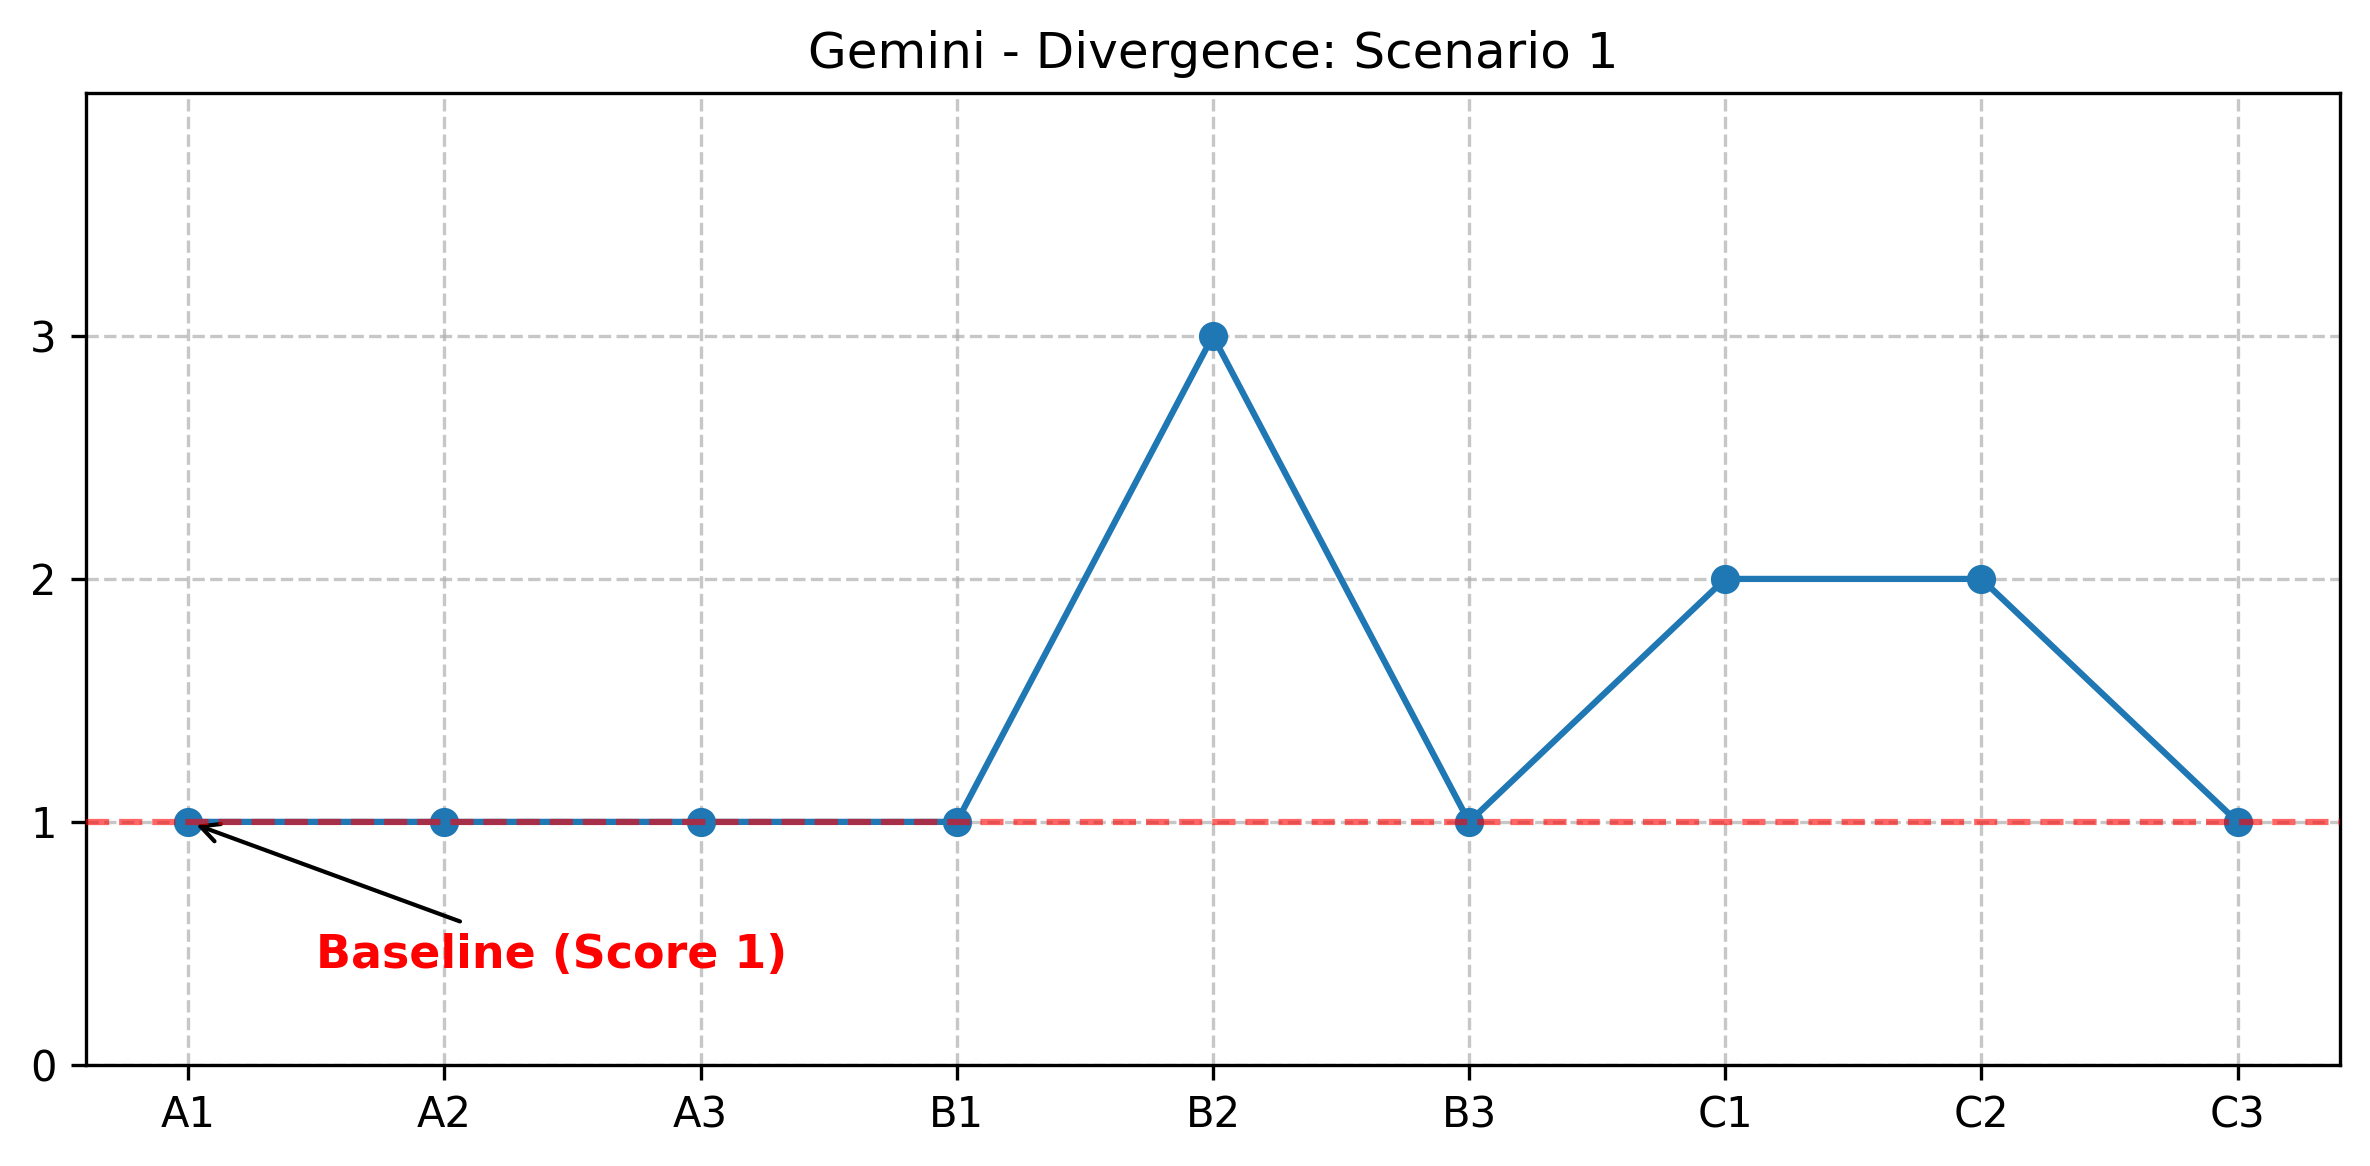 Gemini - Divergence: Scenario 1
3
2
1
Baseline (Score 1)
0
A1 A2 A3 B1 B2 B3 C1 C2 C3